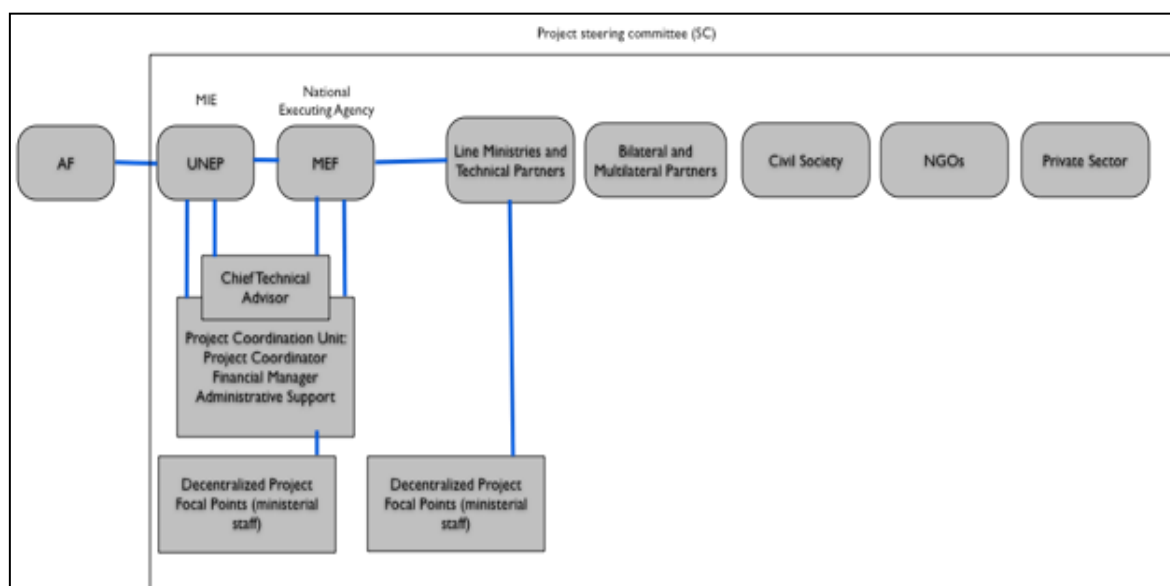 Project steering committee (SC)
MIE
National
Executing Agency
AF
UNEP
MEF
Line Ministries and
Technical Partners
Bilateral and
Multilateral Partners
Civil Society
NGOs
Private Sector
Chief Technical
Advisor
Project Coordination Unit:
Project Coordinator
Financial Manager
Administrative Support
Decentralized Project
Focal Points (ministerial
staff)
Decentralized Project
Focal Points (ministerial
staff)